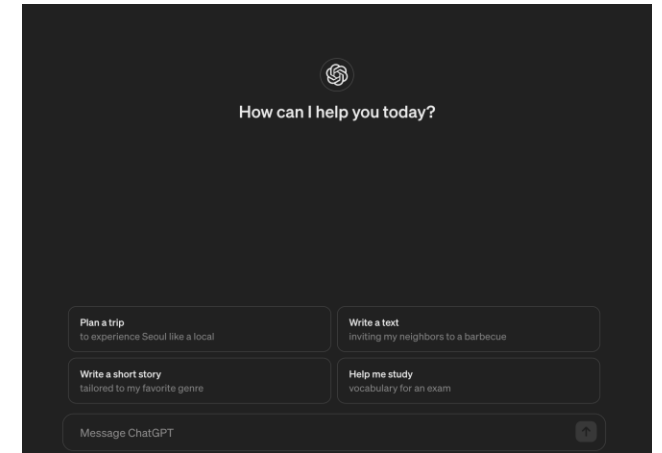 How can I help you today?
Plan a trip
to experience Seoul like a local
Write a text
inviting my neighbors to a barbecue
Write a short story
tailored to my favorite genre
Help me study
vocabulary for an exam
Message ChatGPT